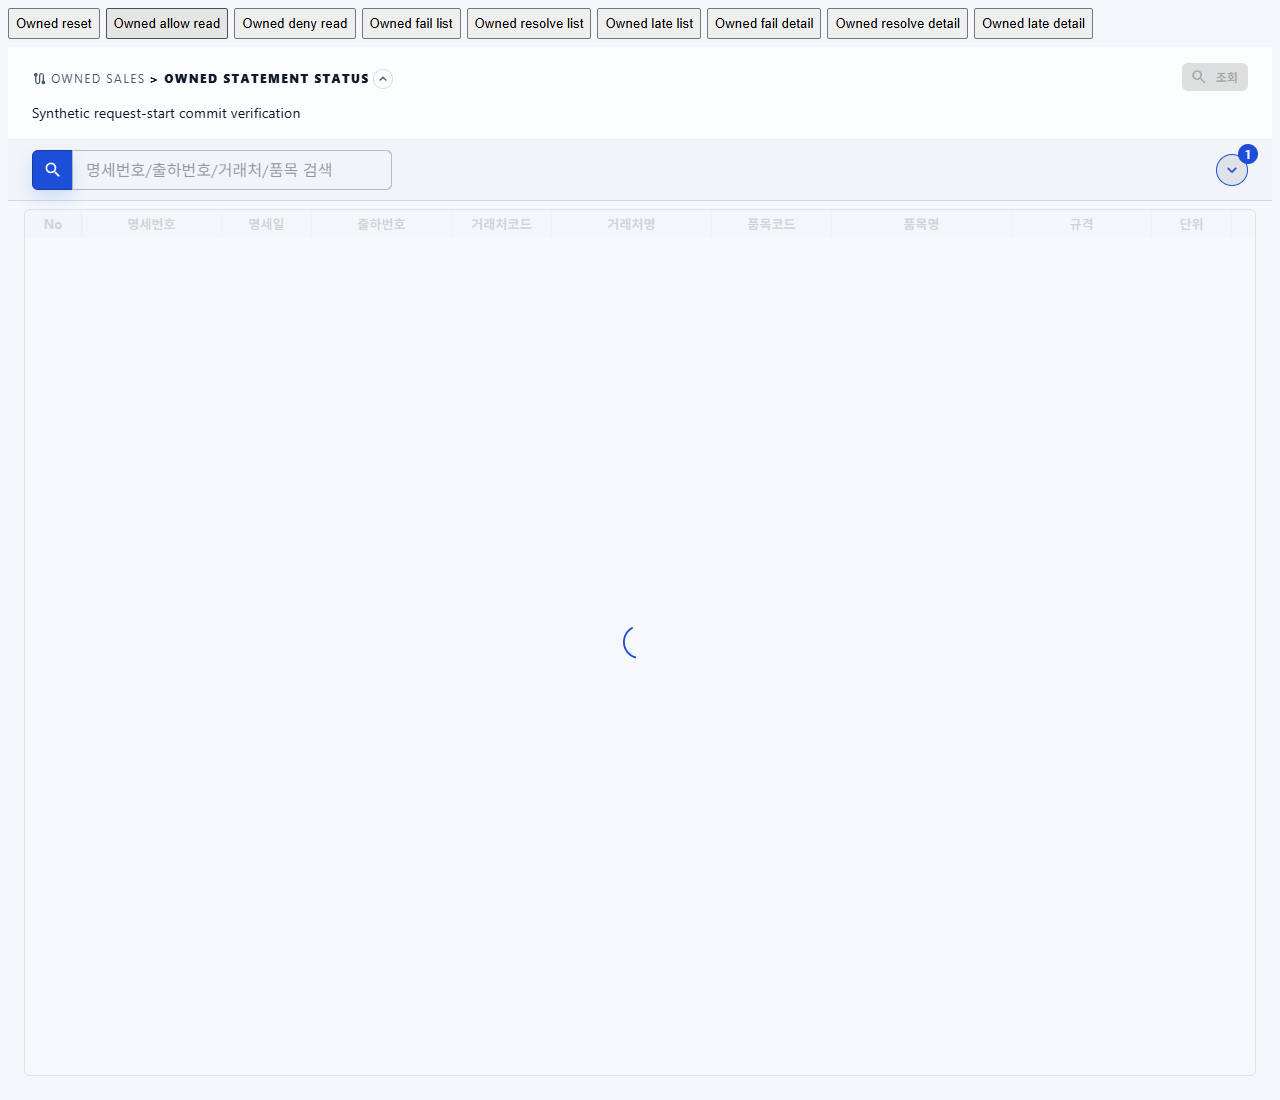 Owned reset Owned allow read Owned deny read Owned fail list Owned resolve list Owned late list Owned fail detail Owned resolve detail Owned late detail
OWNED SALES > OWNED STATEMENT STATUS
조회
Synthetic request-start commit verification
명세번호/출하번호/거래처/품목 검색
1
No 명세번호 명세일 출하번호 거래처코드 거래처명 품목코드 품목명 규격 단위